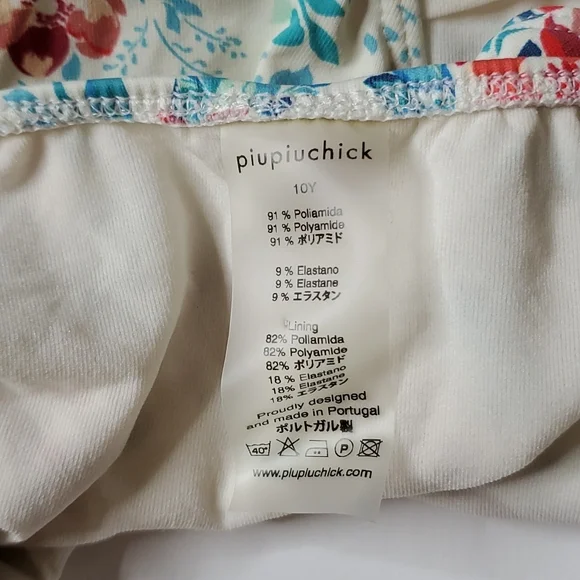 piupiuchick
10Y
91 % Poliamida
91 % Polyamide
91 % ポリアミド
9 % Elastano
9 % Elastane
9 % エラスタン
Lining
82% Poliamida
82% Polyamide
82% ポリアミド
18 % Elastano
18% Elastane
18% エラスタン
Proudly designed
and made in Portugal
ポルトガル製
40° P
www.piupiuchick.com